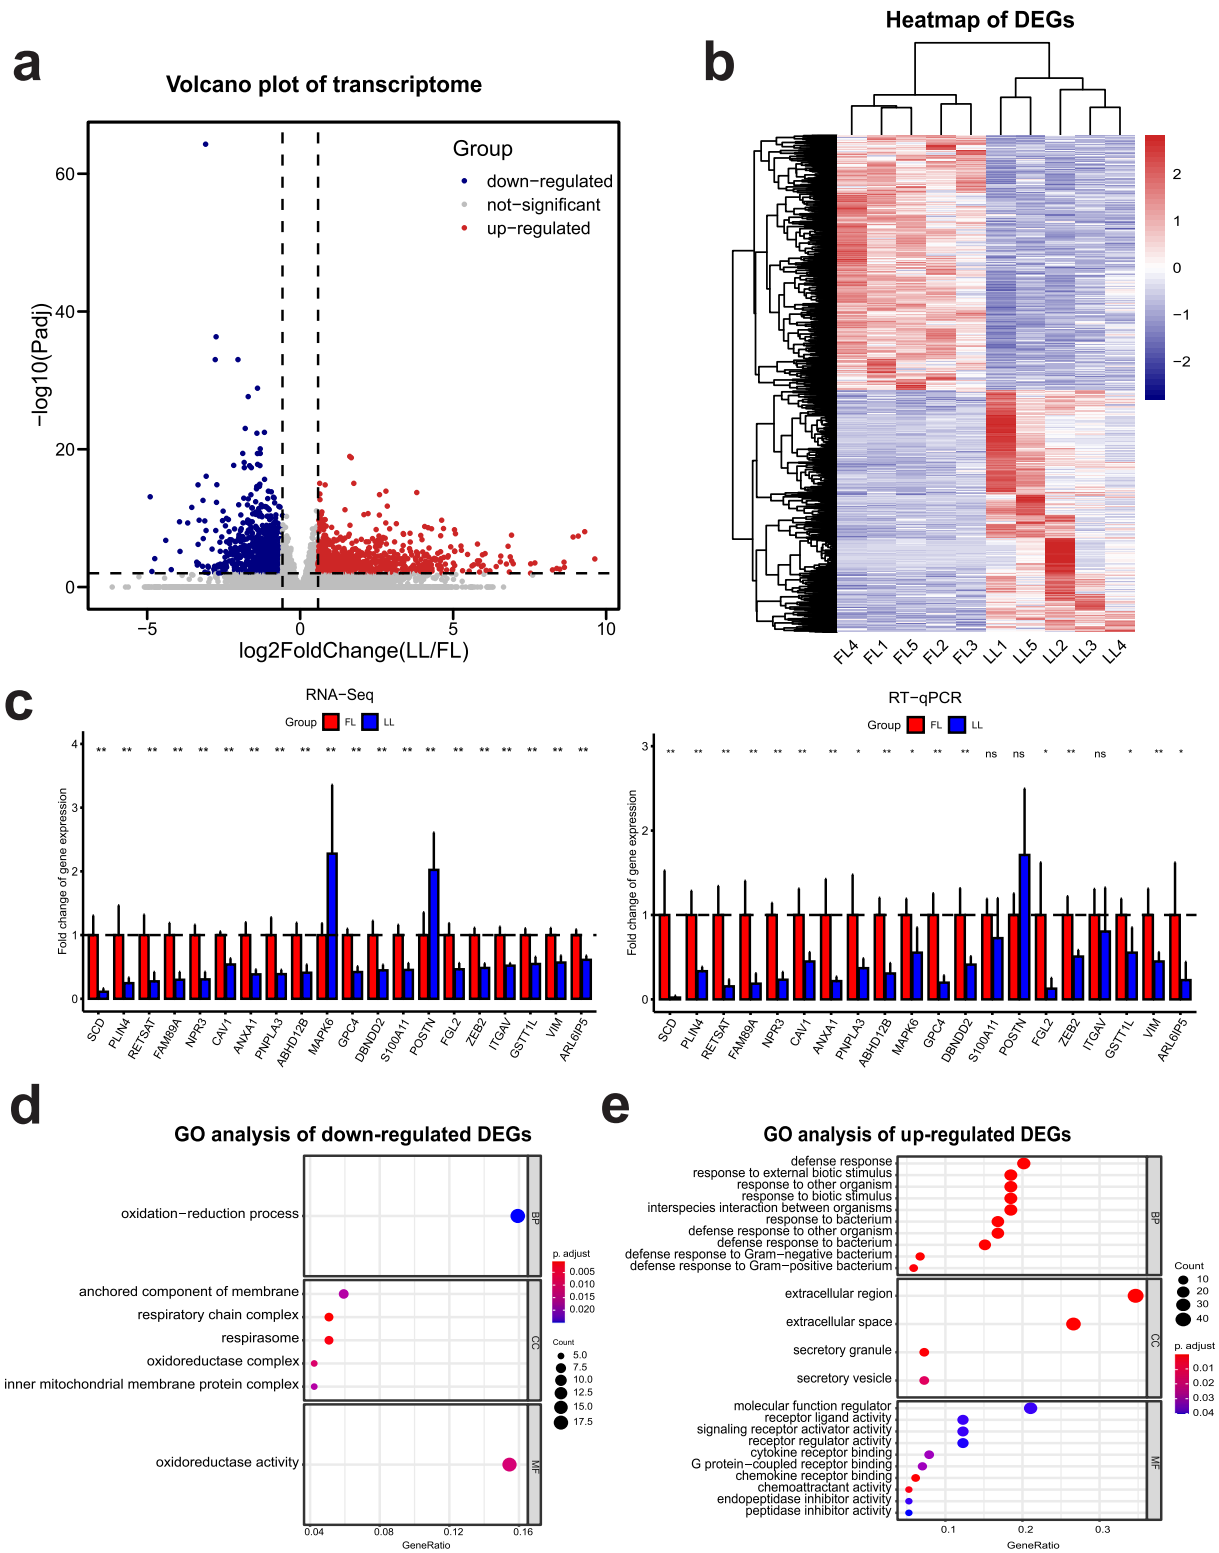 a
Volcano plot of transcriptome
Group
down−regulated
not−significant
up−regulated
−log10(Padj)
60
40
20
0
−5
0
5
10
log2FoldChange(LL/FL)
b
Heatmap of DEGs
2
1
0
−1
−2
FL4
FL1
FL5
FL2
FL3
LL1
LL5
LL2
LL3
LL4
c
RNA−Seq
Group FL LL
Fold change of gene expression
4
3
2
1
0
** ** ** ** ** ** ** ** ** ** ** ** ** ** ** ** ** ** ** **
SCD
PLIN4
RETSAT
FAM89A
NPR3
CAV1
ANXA1
PNPLA3
ABHD12B
MAPK6
GPC4
DBNDD2
S100A11
POSTN
FGL2
ZEB2
ITGAV
GSTT1L
VIM
ARL6IP5
RT−qPCR
Group FL LL
Fold change of gene expression
3
2
1
0
** ** ** ** ** ** ** * ** * ** ** ns ns * ** ns * ** *
SCD
PLIN4
RETSAT
FAM89A
NPR3
CAV1
ANXA1
PNPLA3
ABHD12B
MAPK6
GPC4
DBNDD2
S100A11
POSTN
FGL2
ZEB2
ITGAV
GSTT1L
VIM
ARL6IP5
d
GO analysis of down-regulated DEGs
oxidation−reduction process
BP
anchored component of membrane
respiratory chain complex
respirasome
oxidoreductase complex
inner mitochondrial membrane protein complex
CC
oxidoreductase activity
MF
0.04
0.08
0.12
0.16
GeneRatio
p. adjust
0.005
0.010
0.015
0.020
Count
5.0
7.5
10.0
12.5
15.0
17.5
e
GO analysis of up-regulated DEGs
defense response
response to external biotic stimulus
response to other organism
response to biotic stimulus
interspecies interaction between organisms
response to bacterium
defense response to other organism
defense response to bacterium
defense response to Gram−negative bacterium
defense response to Gram−positive bacterium
BP
extracellular region
extracellular space
secretory granule
secretory vesicle
CC
molecular function regulator
receptor ligand activity
signaling receptor activator activity
receptor regulator activity
cytokine receptor binding
G protein−coupled receptor binding
chemokine receptor binding
chemoattractant activity
endopeptidase inhibitor activity
peptidase inhibitor activity
MF
0.1
0.2
0.3
GeneRatio
Count
10
20
30
40
p. adjust
0.01
0.02
0.03
0.04